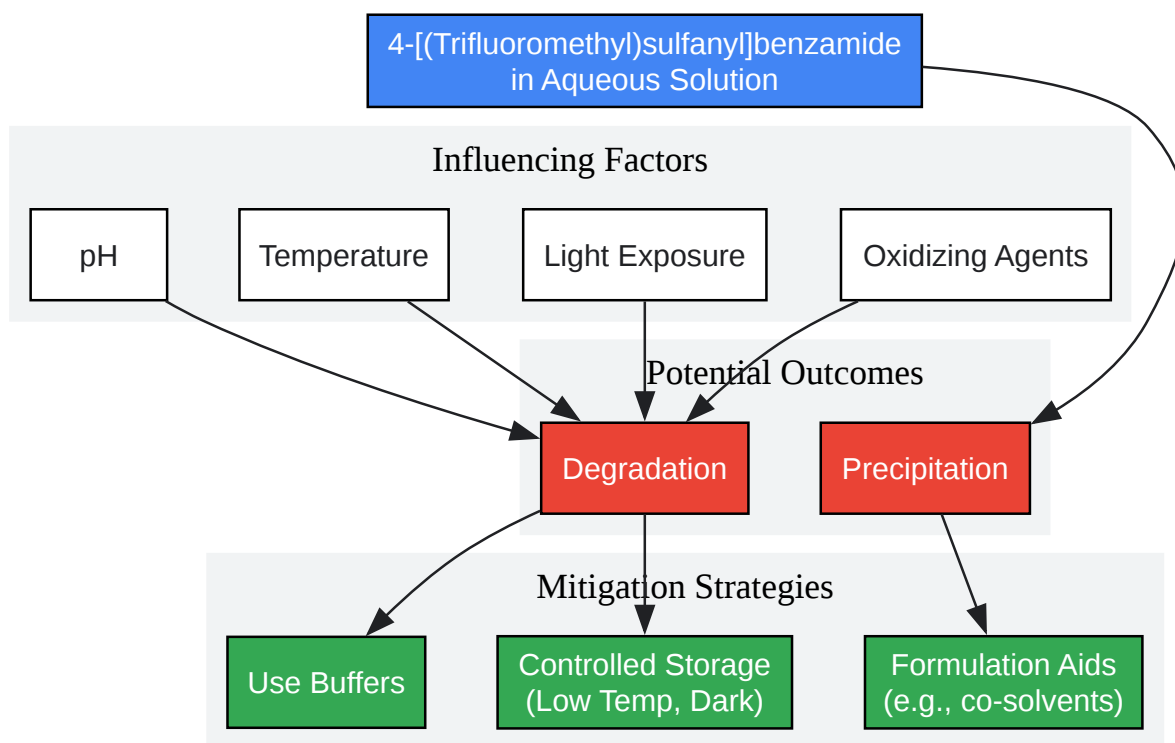 4-[(Trifluoromethyl)sulfanyl]benzamide
in Aqueous Solution
Influencing Factors
pH
Temperature
Light Exposure
Oxidizing Agents
Potential Outcomes
Degradation
Precipitation
Mitigation Strategies
Use Buffers
Controlled Storage
(Low Temp, Dark)
Formulation Aids
(e.g., co-solvents)